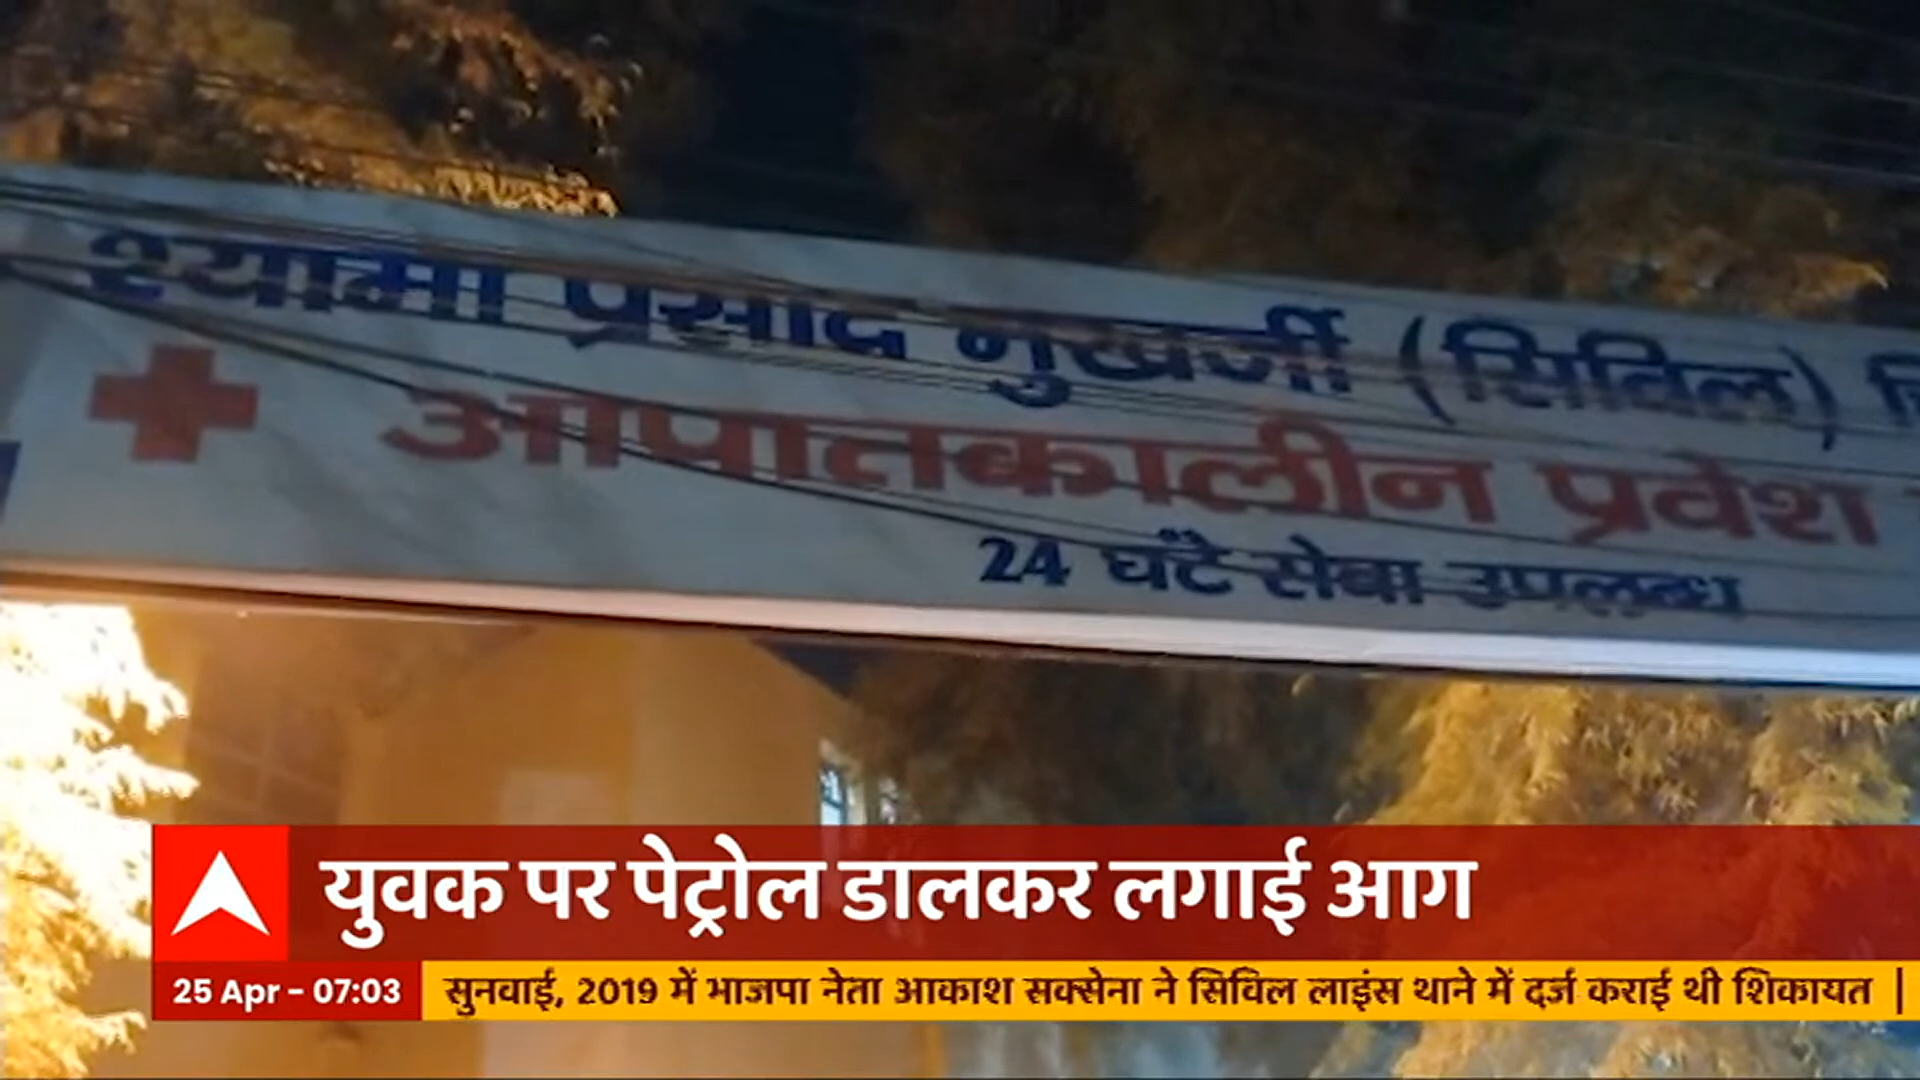 श्यामा प्रसाद मुखर्जी (सिविल)
आपातकालीन प्रवेश
24 घंटे सेवा उपलब्ध
युवक पर पेट्रोल डालकर लगाई आग
25 Apr - 07:03
सुनवाई, 2019 में भाजपा नेता आकाश सक्सेना ने सिविल लाइंस थाने में दर्ज कराई थी शिकायत |